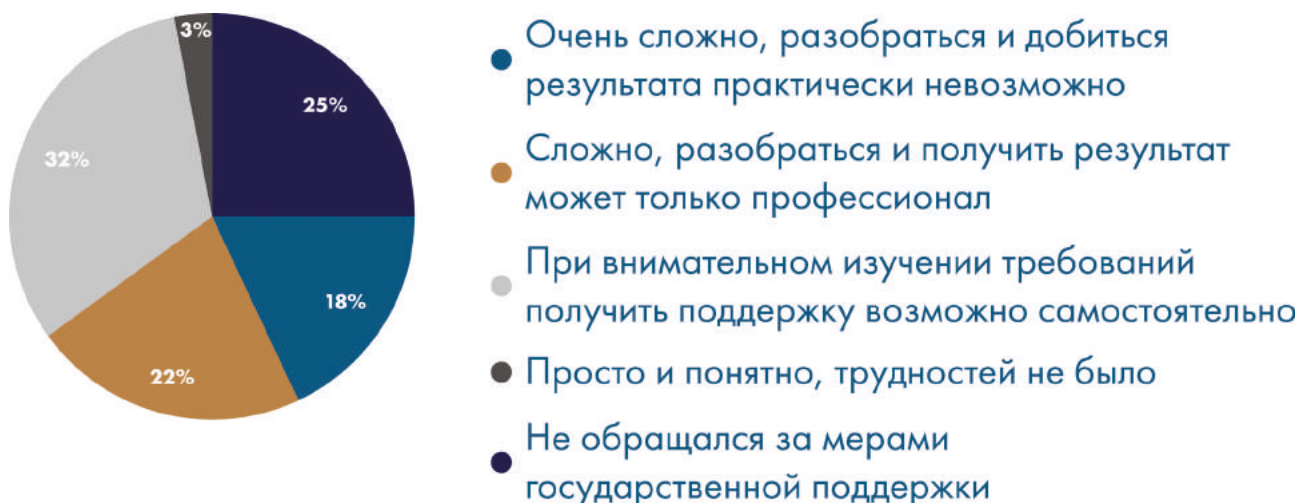 3%
25%
32%
18%
22%
Очень сложно, разобраться и добиться
результата практически невозможно
Сложно, разобраться и получить результат
может только профессионал
При внимательном изучении требований
получить поддержку возможно самостоятельно
Просто и понятно, трудностей не было
Не обращался за мерами
государственной поддержки